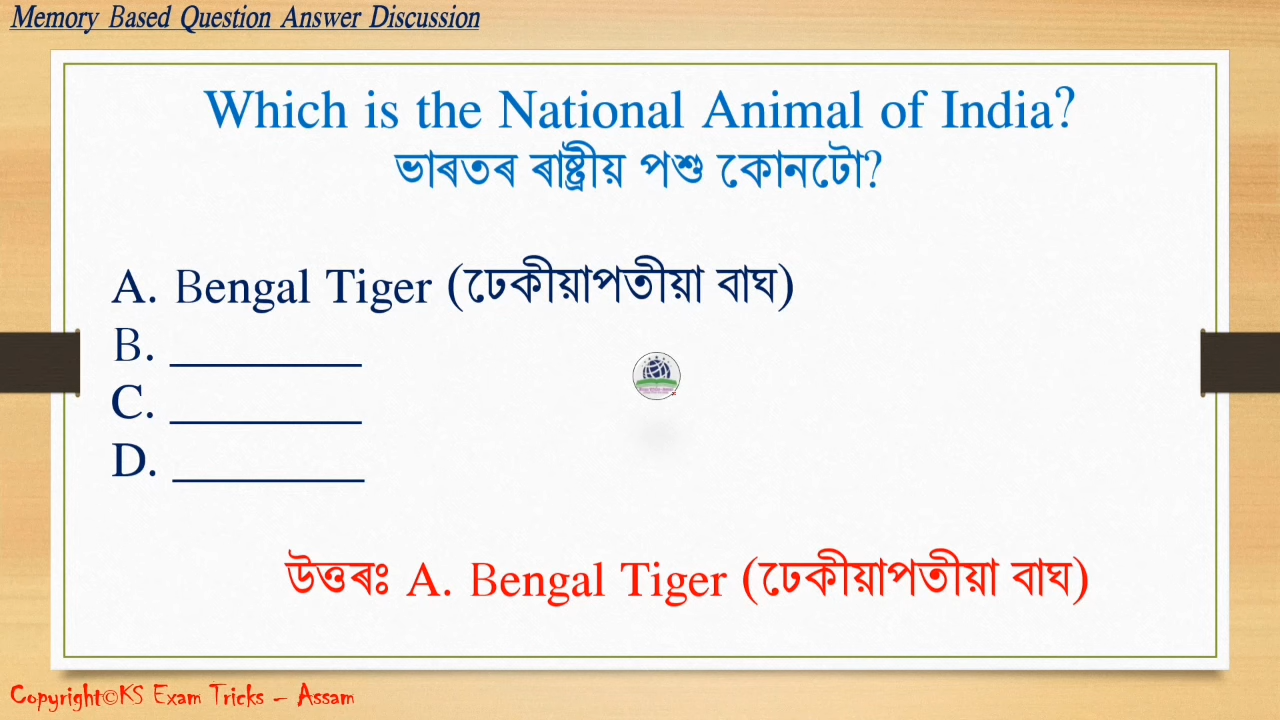 Memory Based Question Answer Discussion
Which is the National Animal of India?
ভাৰতৰ ৰাষ্ট্ৰীয় পশু কোনটো?
A. Bengal Tiger (ঢেকীয়াপতীয়া বাঘ)
B. ________
C. ________
D. ________
উত্তৰঃ A. Bengal Tiger (ঢেকীয়াপতীয়া বাঘ)
Copyright©KS Exam Tricks – Assam